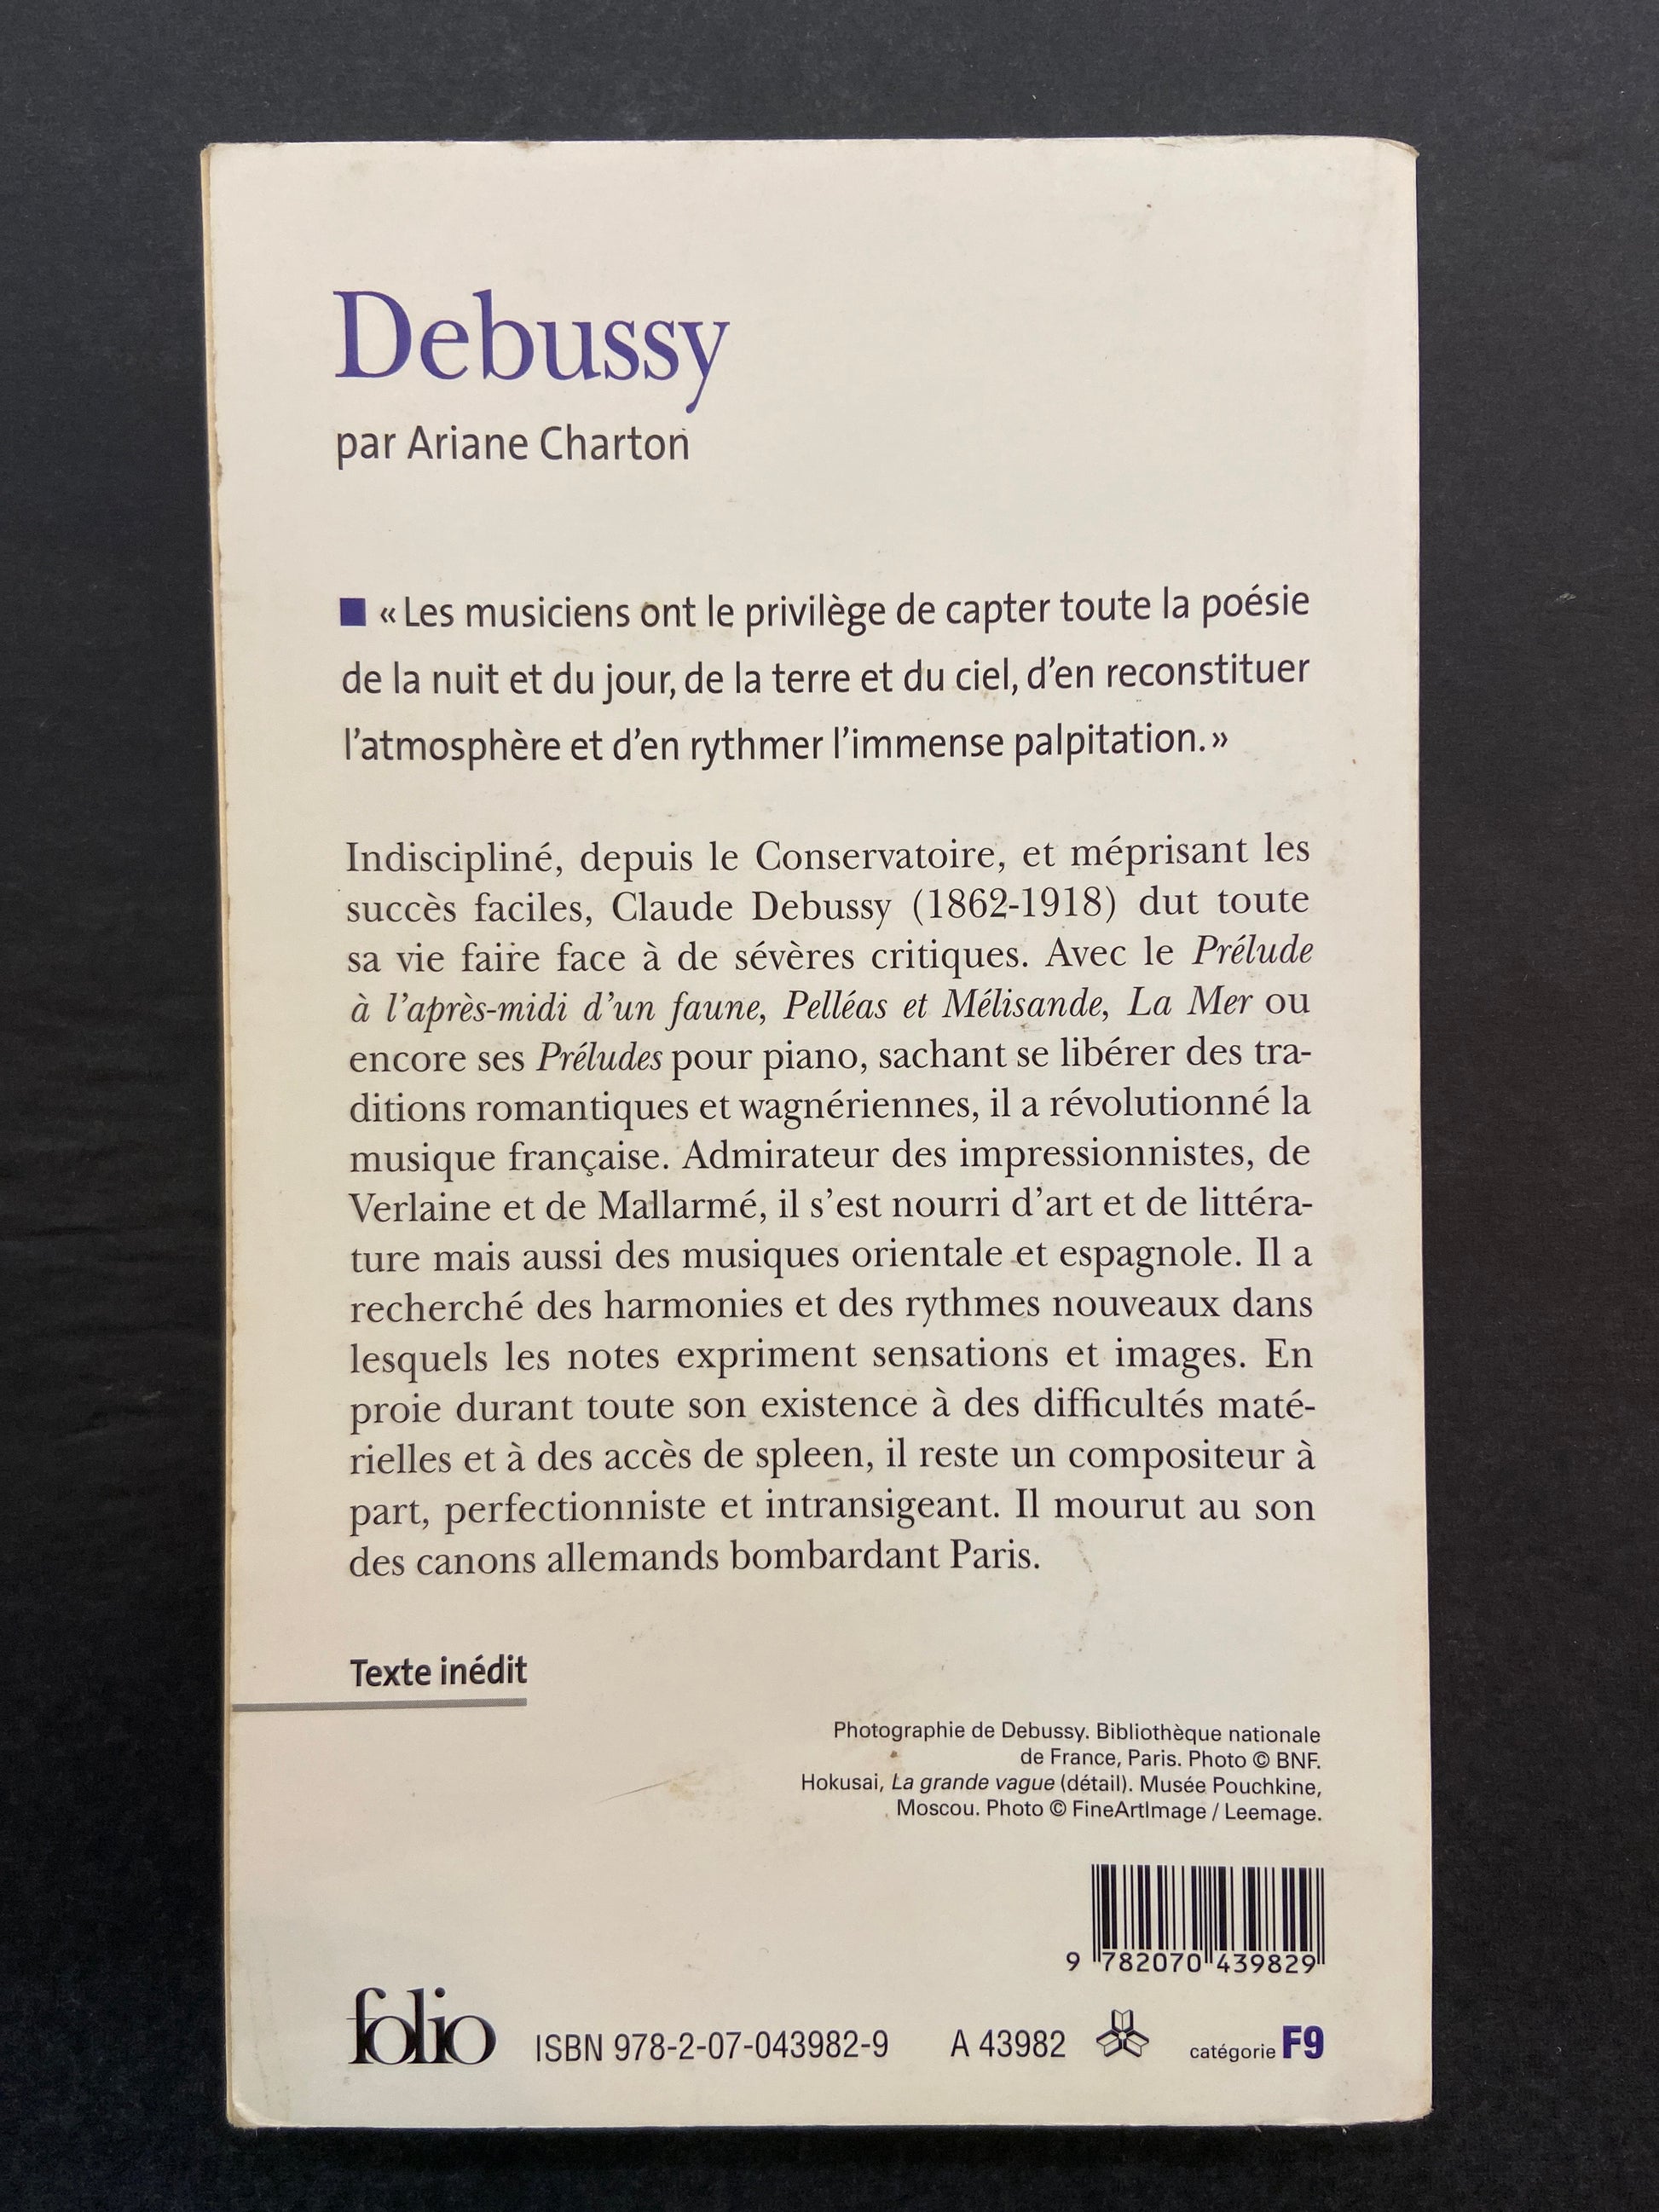 Debussy
par Ariane Charton
■ « Les musiciens ont le privilège de capter toute la poésie
de la nuit et du jour, de la terre et du ciel, d'en reconstituer
l'atmosphère et d'en rythmer l'immense palpitation. »
Indiscipliné, depuis le Conservatoire, et méprisant les
succès faciles, Claude Debussy (1862-1918) dut toute
sa vie faire face à de sévères critiques. Avec le Prélude
à l'après-midi d'un faune, Pelléas et Mélisande, La Mer ou
encore ses Préludes pour piano, sachant se libérer des tra-
ditions romantiques et wagnériennes, il a révolutionné la
musique française. Admirateur des impressionnistes, de
Verlaine et de Mallarmé, il s'est nourri d'art et de littéra-
ture mais aussi des musiques orientale et espagnole. Il a
recherché des harmonies et des rythmes nouveaux dans
lesquels les notes expriment sensations et images. En
proie durant toute son existence à des difficultés maté-
rielles et à des accès de spleen, il reste un compositeur à
part, perfectionniste et intransigeant. Il mourut au son
des canons allemands bombardant Paris.
Texte inédit
Photographie de Debussy. Bibliothèque nationale
de France, Paris. Photo © BNF.
Hokusai, La grande vague (détail). Musée Pouchkine,
Moscou. Photo © FineArtImage / Leemage.
9 782070 439829
folio ISBN 978-2-07-043982-9 A 43982 catégorie F9